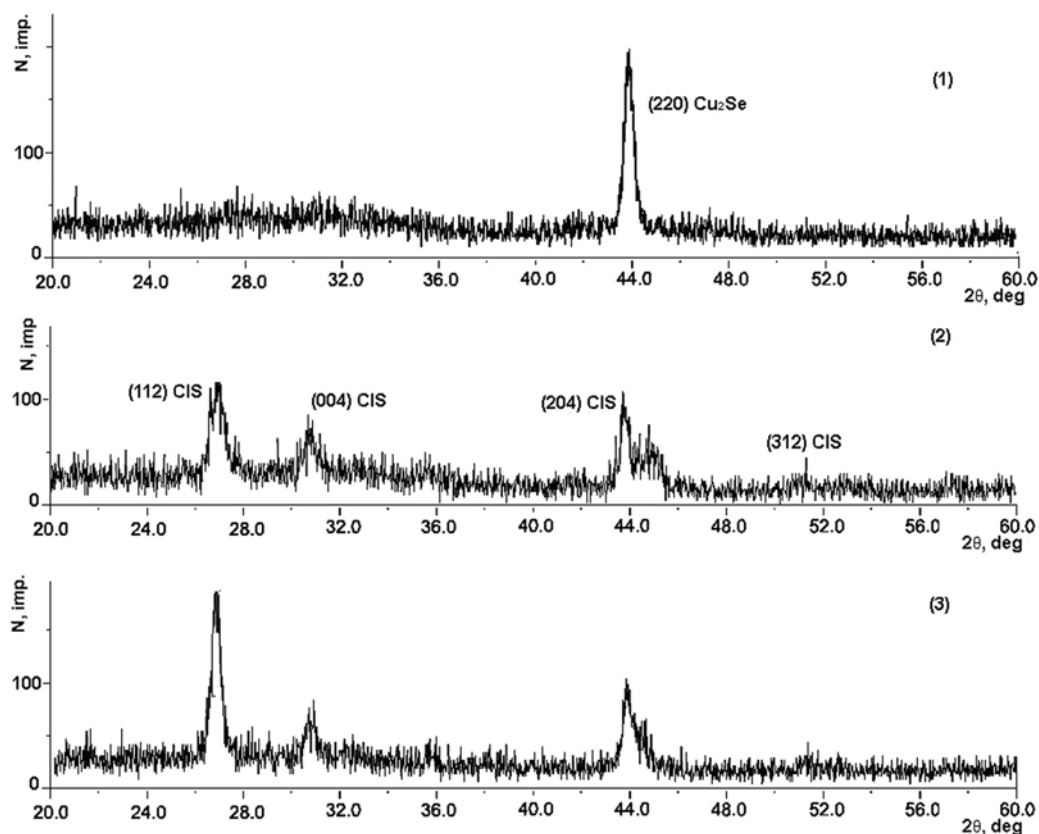 N, imp.
(1)
(220) Cu₂Se
100
0
20.0 24.0 28.0 32.0 36.0 40.0 44.0 48.0 52.0 56.0 60.0
2θ, deg
N, imp
(2)
(112) CIS
(004) CIS
(204) CIS
(312) CIS
100
0
20.0 24.0 28.0 32.0 36.0 40.0 44.0 48.0 52.0 56.0 60.0
2θ, deg
N, imp.
(3)
100
0
20.0 24.0 28.0 32.0 36.0 40.0 44.0 48.0 52.0 56.0 60.0
2θ, deg